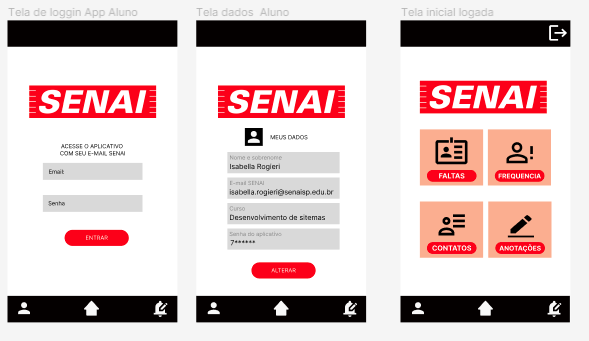 Tela de loggin App Aluno
SENAI
ACESSE O APLICATIVO
COM SEU E-MAIL SENAI
Email
Senha
ENTRAR
Tela dados Aluno
SENAI
MEUS DADOS
Nome e sobrenome
Isabella Rogieri
E-mail SENAI
isabella.rogieri@senaisp.edu.br
Curso
Desenvolvimento de sitemas
Senha do aplicativo
7******
ALTERAR
Tela inicial logada
SENAI
FALTAS
FREQUENCIA
CONTATOS
ANOTAÇÕES